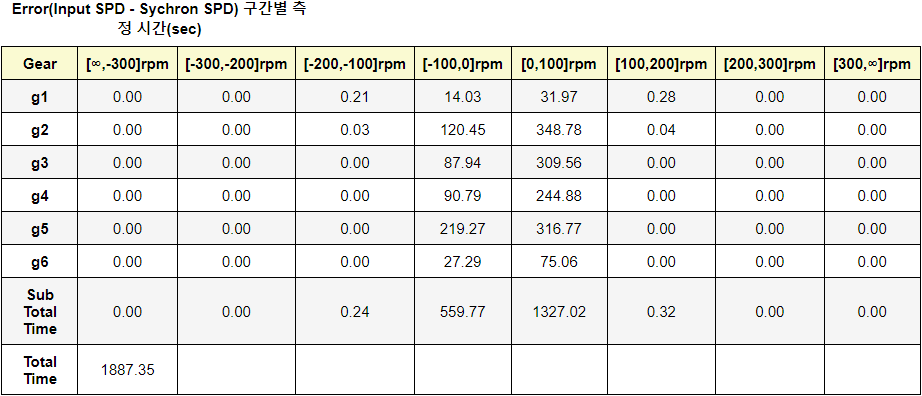 Error(Input SPD - Sychron SPD) 구간별 측
정 시간(sec)
Gear [∞,-300]rpm [-300,-200]rpm [-200,-100]rpm [-100,0]rpm [0,100]rpm [100,200]rpm [200,300]rpm [300,∞]rpm
g1 0.00 0.00 0.21 14.03 31.97 0.28 0.00 0.00
g2 0.00 0.00 0.03 120.45 348.78 0.04 0.00 0.00
g3 0.00 0.00 0.00 87.94 309.56 0.00 0.00 0.00
g4 0.00 0.00 0.00 90.79 244.88 0.00 0.00 0.00
g5 0.00 0.00 0.00 219.27 316.77 0.00 0.00 0.00
g6 0.00 0.00 0.00 27.29 75.06 0.00 0.00 0.00
Sub
Total
Time
0.00 0.00 0.24 559.77 1327.02 0.32 0.00 0.00
Total
Time
1887.35